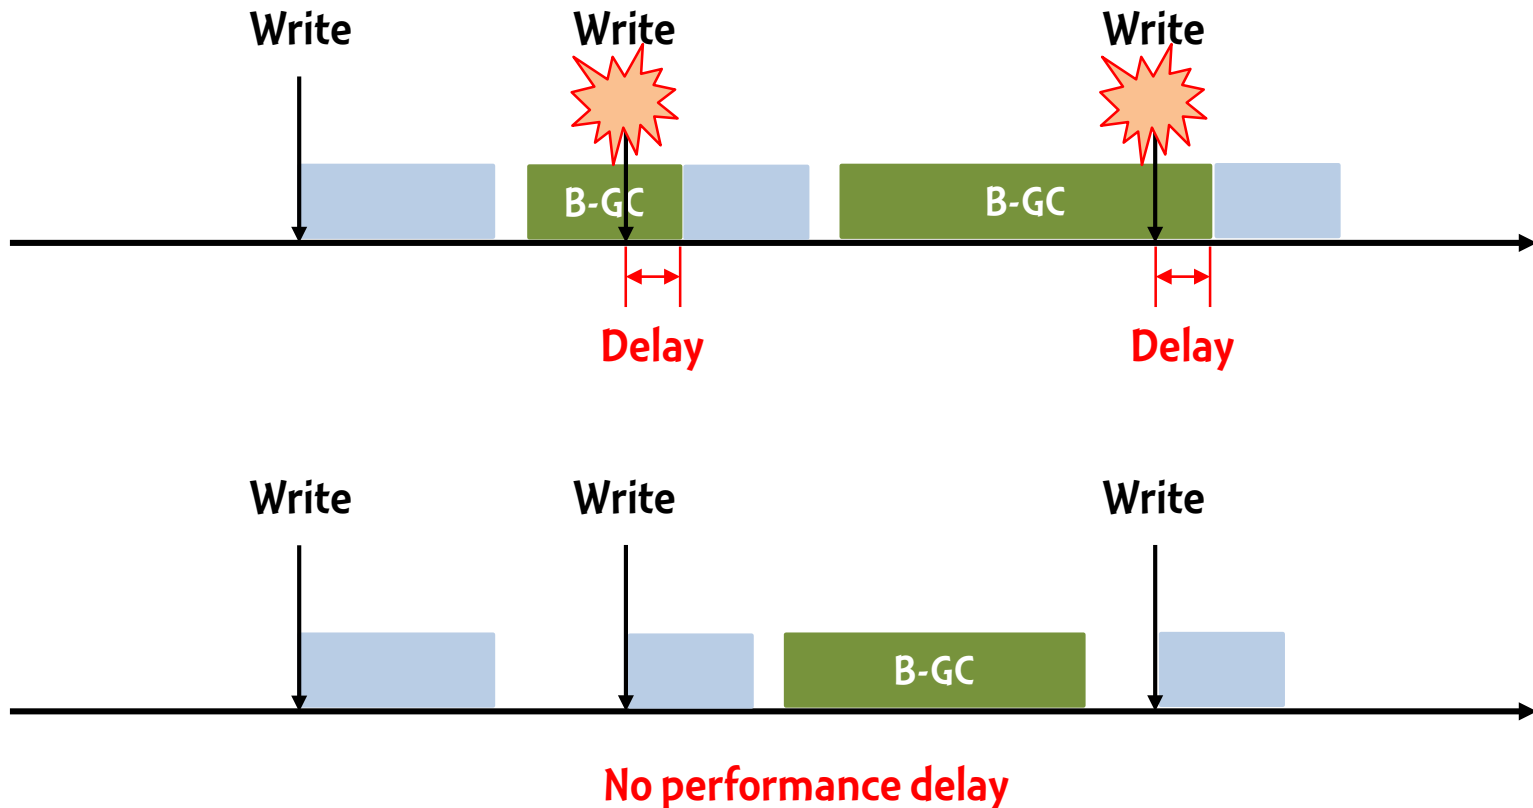 Write Write Write
B-GC B-GC
Delay Delay
Write Write Write
B-GC
No performance delay